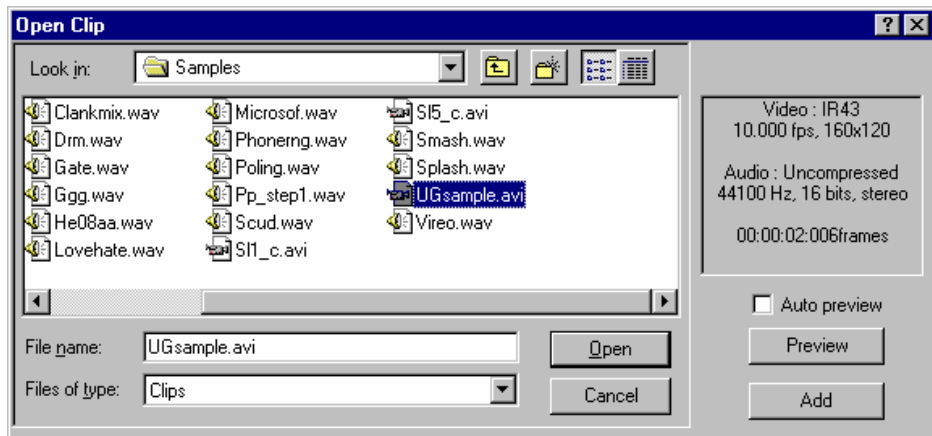 Open Clip
Look in: Samples
Clankmix.wav
Drm.wav
Gate.wav
Ggg.wav
He08aa.wav
Lovehate.wav
Microsof.wav
Phonerng.wav
Poling.wav
Pp_step1.wav
Scud.wav
SI1_c.avi
SI5_c.avi
Smash.wav
Splash.wav
UGsample.avi
Vireo.wav
File name: UGsample.avi
Files of type: Clips
Open
Cancel
Video : IR43
10.000 fps, 160x120
Audio : Uncompressed
44100 Hz, 16 bits, stereo
00:00:02:006frames
Auto preview
Preview
Add